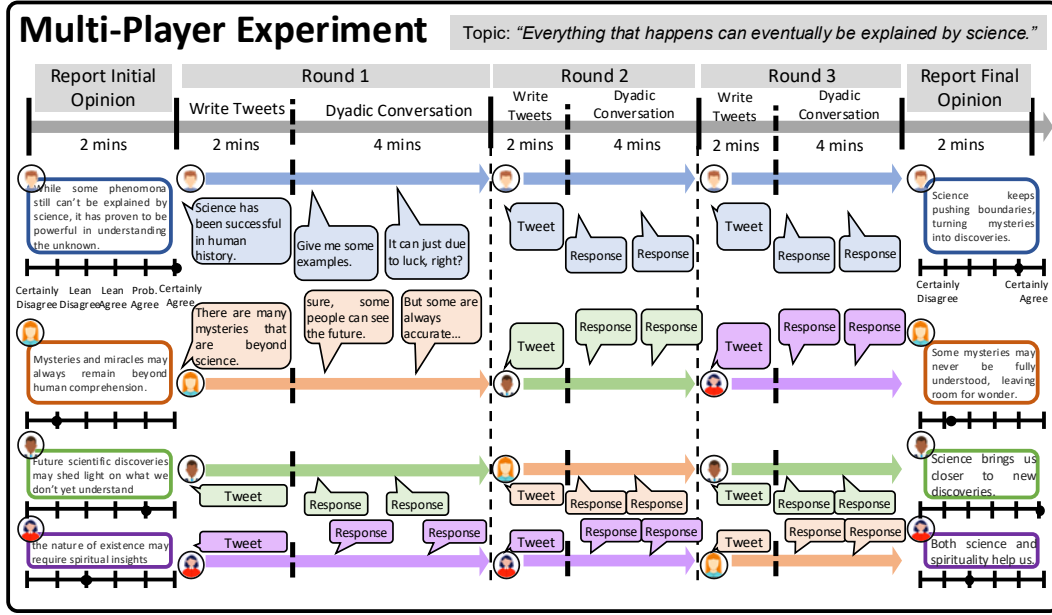 Multi-Player Experiment
Topic: “Everything that happens can eventually be explained by science.”
Report Initial
Opinion
Round 1
Round 2
Round 3
Report Final
Opinion
Write Tweets
Dyadic Conversation
Write
Tweets
Dyadic
Conversation
Write
Tweets
Dyadic
Conversation
2 mins
2 mins
4 mins
2 mins
4 mins
2 mins
4 mins
2 mins
While some phenomona
still can’t be explained by
science, it has proven to be
powerful in understanding
the unknown.
Certainly
Disagree
Lean
Disagree
Lean
Agree
Prob.
Agree
Certainly
Agree
Science has
been successful
in human
history.
Give me some
examples.
It can just due
to luck, right?
Tweet
Response
Response
Tweet
Response
Response
Science keeps
pushing boundaries,
turning mysteries
into discoveries.
Certainly
Disagree
Certainly
Agree
Mysteries and miracles may
always remain beyond
human comprehension.
There are many
mysteries that
are beyond
science.
sure, some
people can see
the future.
But some are
always
accurate...
Tweet
Response
Response
Tweet
Response
Response
Some mysteries may
never be fully
understood, leaving
room for wonder.
Future scientific discoveries
may shed light on what we
don’t yet understand
Tweet
Response
Response
Tweet
Response
Response
Tweet
Response
Response
Science brings us
closer to new
discoveries.
the nature of existence may
require spiritual insights
Tweet
Response
Response
Tweet
Response
Response
Tweet
Response
Response
Both science and
spirituality help us.